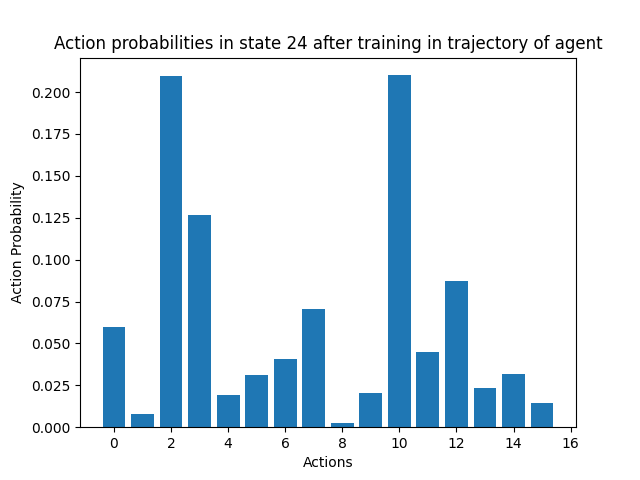 Action probabilities in state 24 after training in trajectory of agent
0.200
0.175
0.150
0.125
0.100
0.075
0.050
0.025
0.000
Action Probability
0 2 4 6 8 10 12 14 16
Actions